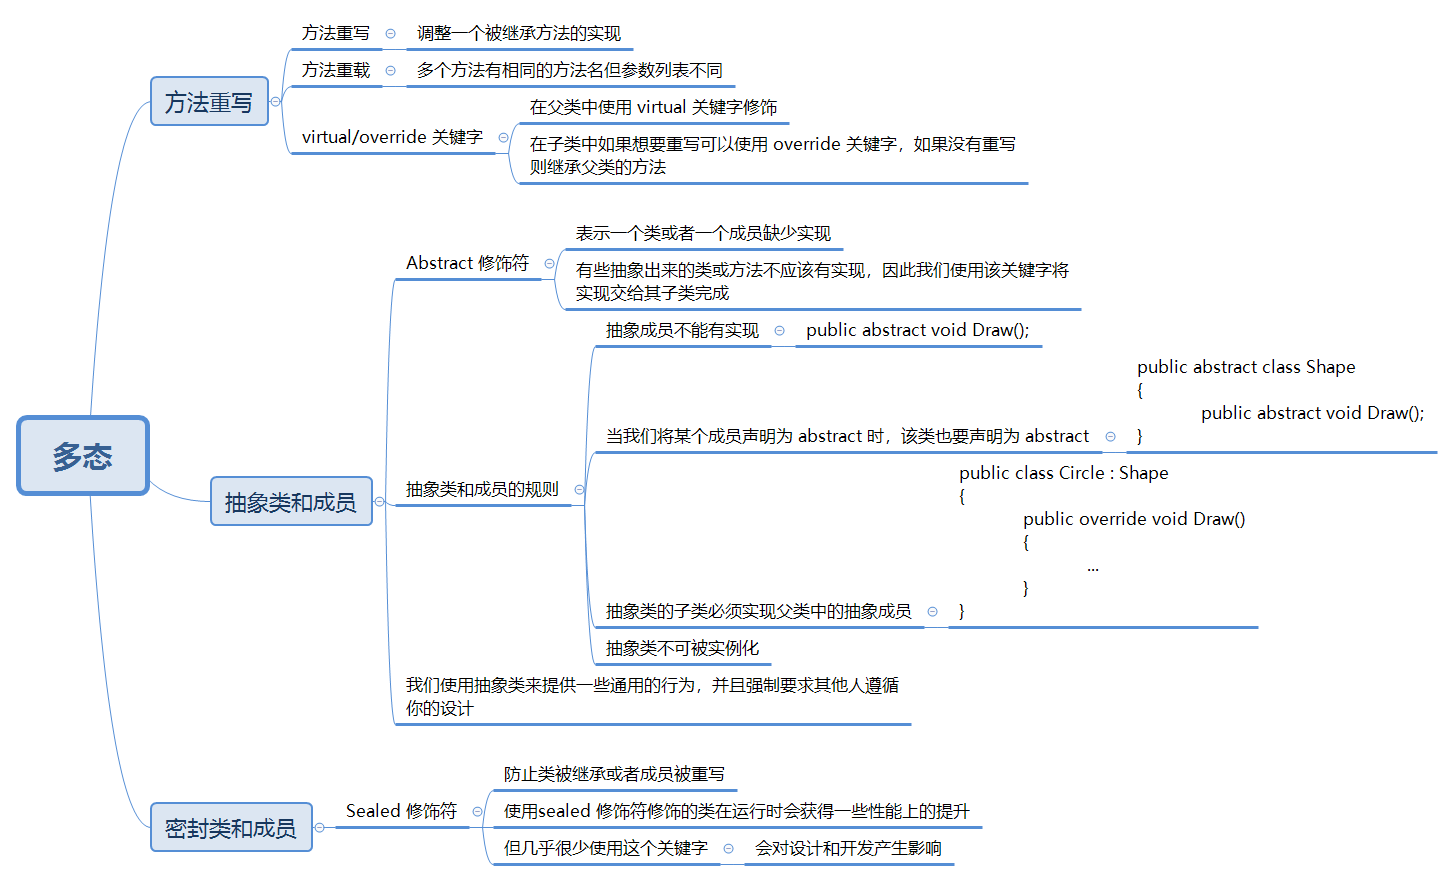 多态
方法重写
方法重写
调整一个被继承方法的实现
方法重载
多个方法有相同的方法名但参数列表不同
virtual/override 关键字
在父类中使用 virtual 关键字修饰
在子类中如果想要重写可以使用 override 关键字，如果没有重写
则继承父类的方法
抽象类和成员
Abstract 修饰符
表示一个类或者一个成员缺少实现
有些抽象出来的类或方法不应该有实现，因此我们使用该关键字将
实现交给其子类完成
抽象类和成员的规则
抽象成员不能有实现
public abstract void Draw();
当我们将某个成员声明为 abstract 时，该类也要声明为 abstract
public abstract class Shape
{
public abstract void Draw();
}
抽象类的子类必须实现父类中的抽象成员
public class Circle : Shape
{
public override void Draw()
{
...
}
}
抽象类不可被实例化
我们使用抽象类来提供一些通用的行为，并且强制要求其他人遵循
你的设计
密封类和成员
Sealed 修饰符
防止类被继承或者成员被重写
使用sealed 修饰符修饰的类在运行时会获得一些性能上的提升
但几乎很少使用这个关键字
会对设计和开发产生影响